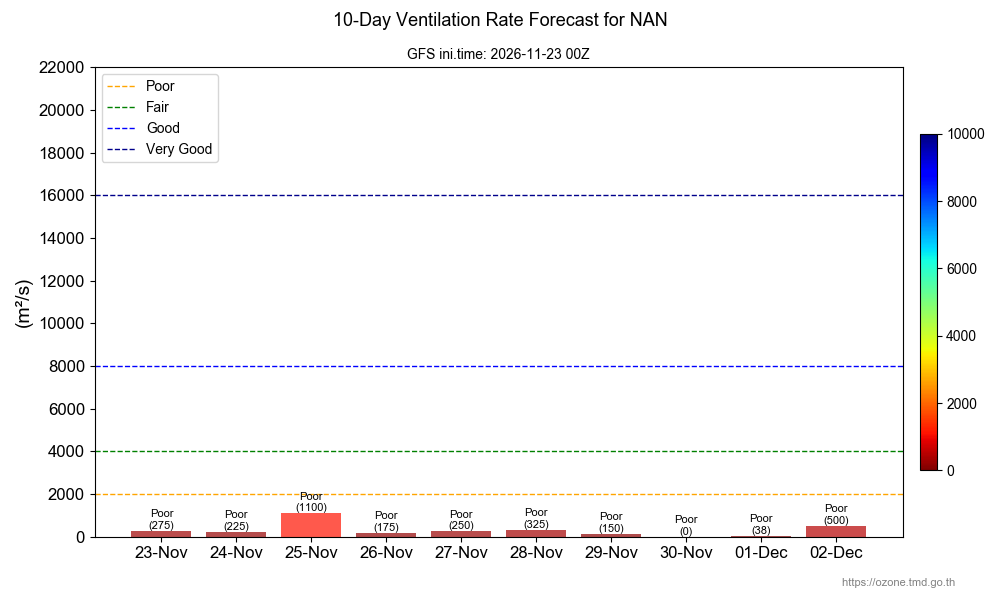 10-Day Ventilation Rate Forecast for NAN
GFS ini.time: 2026-11-23 00Z
(m²/s)
22000
20000
18000
16000
14000
12000
10000
8000
6000
4000
2000
0
Poor
Fair
Good
Very Good
Poor
(275)
Poor
(225)
Poor
(1100)
Poor
(175)
Poor
(250)
Poor
(325)
Poor
(150)
Poor
(0)
Poor
(38)
Poor
(500)
23-Nov 24-Nov 25-Nov 26-Nov 27-Nov 28-Nov 29-Nov 30-Nov 01-Dec 02-Dec
10000
8000
6000
4000
2000
0
https://ozone.tmd.go.th